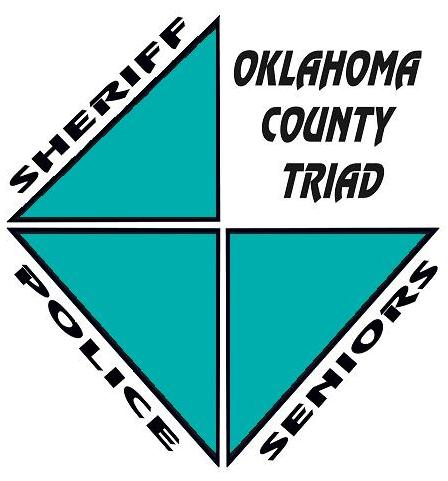 SHERIFF
OKLAHOMA
COUNTY
TRIAD
POLICE
SENIORS